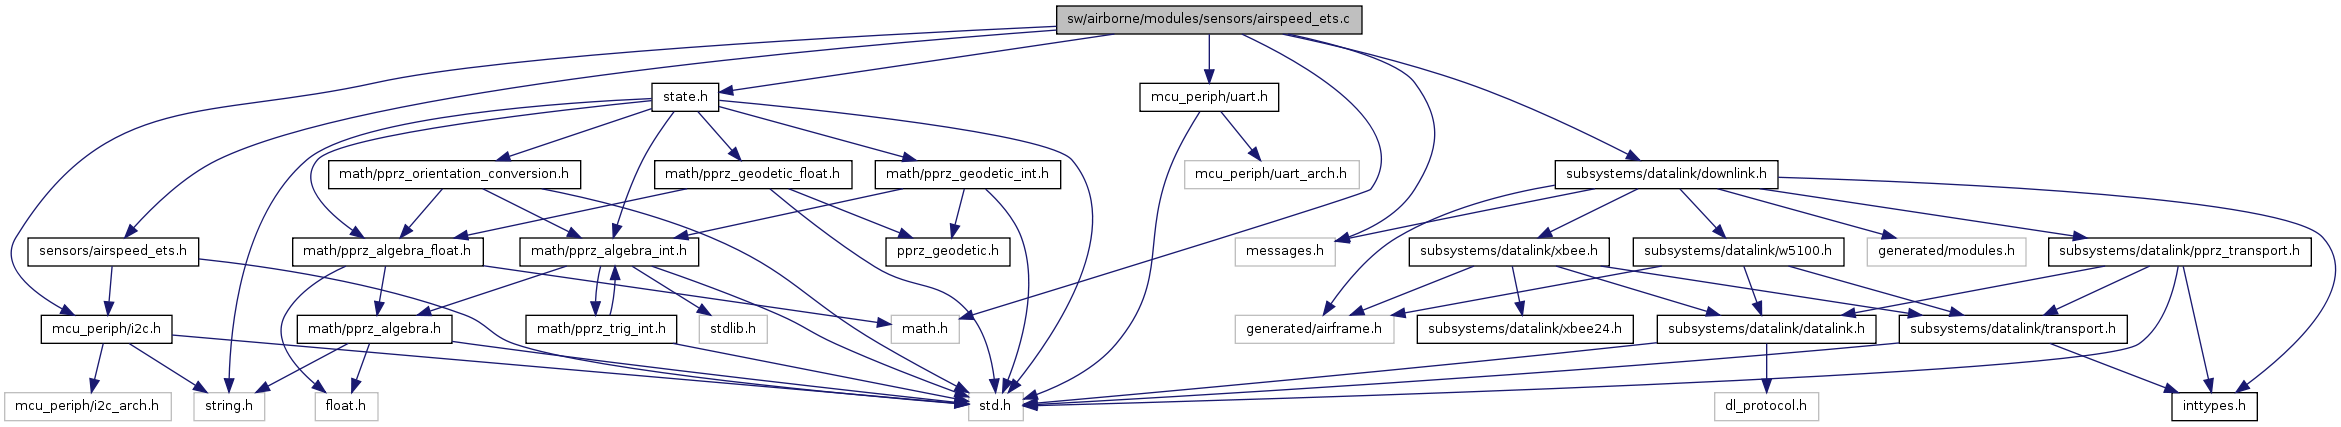 sw/airborne/modules/sensors/airspeed_ets.c
state.h
mcu_periph/uart.h
math/pprz_orientation_conversion.h
math/pprz_geodetic_float.h
math/pprz_geodetic_int.h
mcu_periph/uart_arch.h
subsystems/datalink/downlink.h
sensors/airspeed_ets.h
math/pprz_algebra_float.h
math/pprz_algebra_int.h
pprz_geodetic.h
messages.h
subsystems/datalink/xbee.h
subsystems/datalink/w5100.h
generated/modules.h
subsystems/datalink/pprz_transport.h
mcu_periph/i2c.h
math/pprz_algebra.h
math/pprz_trig_int.h
stdlib.h
math.h
generated/airframe.h
subsystems/datalink/xbee24.h
subsystems/datalink/datalink.h
subsystems/datalink/transport.h
mcu_periph/i2c_arch.h
string.h
float.h
std.h
dl_protocol.h
inttypes.h